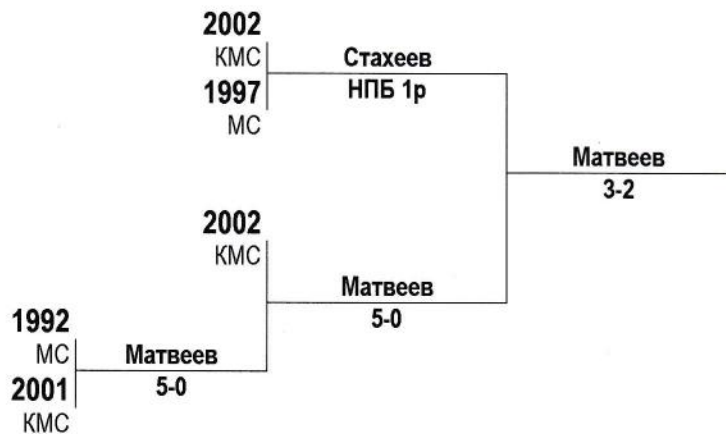 2002
КМС
Стахеев
1997
НПБ 1р
МС
Матвеев
3-2
2002
КМС
Матвеев
5-0
1992
МС
Матвеев
2001
5-0
КМС